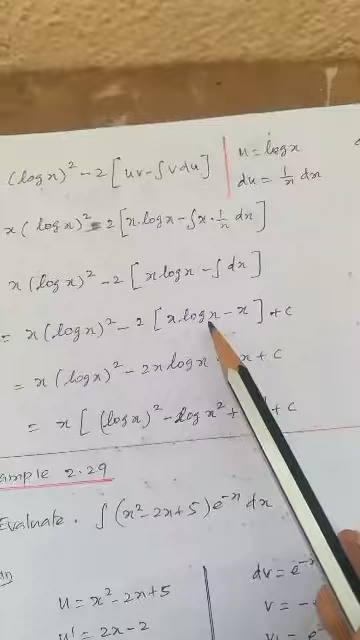 (log x)² - 2 [uv - ∫v du] u = log x
du = 1/x dx
x (log x)² - 2 [x·log x - ∫x·1/x dx]
x (log x)² - 2 [x log x - ∫dx]
= x (log x)² - 2 [x·log x - x] + c
= x (log x)² - 2x log x x + c
= x [(log x)² - log x² + + c
ample 2.29
Evaluate. ∫(x² - 2x + 5) e⁻ˣ dx
u = x² - 2x + 5 dv = e⁻ˣ
u' = 2x - 2 v = -